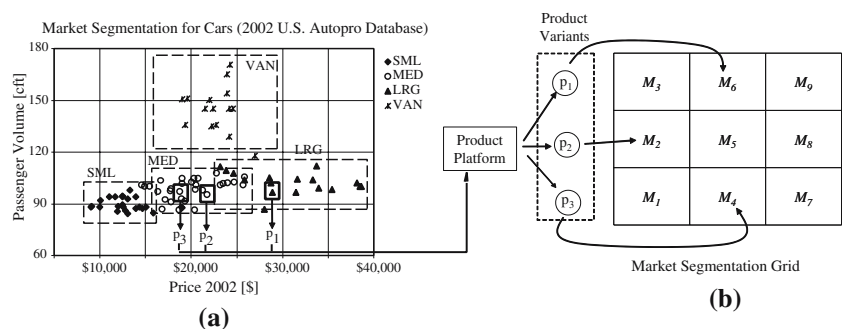 Market Segmentation for Cars (2002 U.S. Autopro Database)
Passenger Volume [cft]
180
150
120
90
60
VAN
SML
MED
LRG
SML
MED
LRG
VAN
p3
p2
p1
$10,000
$20,000
$30,000
$40,000
Price 2002 [$]
(a)
Product
Variants
Product
Platform
p1
p2
p3
M3
M6
M9
M2
M5
M8
M1
M4
M7
Market Segmentation Grid
(b)